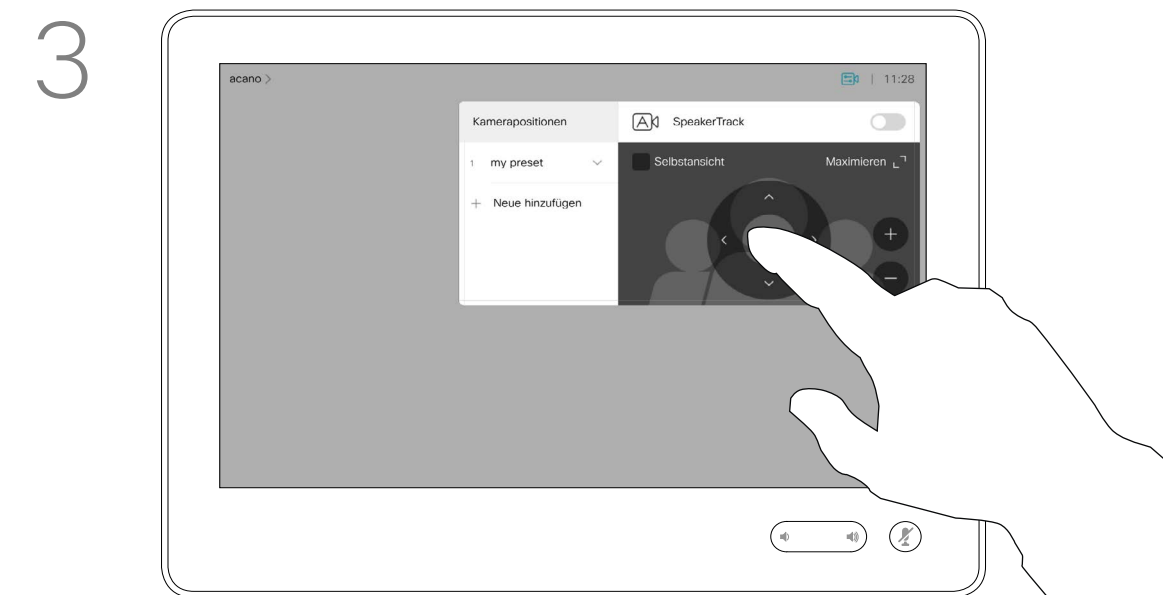 3
acano >
11:28
Kamerapositionen
SpeakerTrack
1 my preset
Selbstansicht
Maximieren
+ Neue hinzufügen